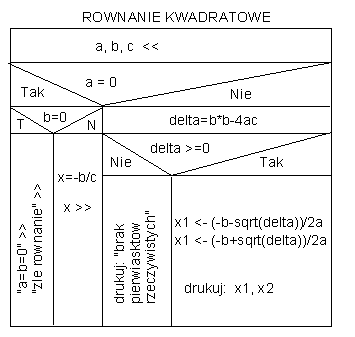 ROWNANIE KWADRATOWE
a, b, c <<
a = 0
Tak
Nie
b=0
T
N
delta=b*b-4ac
delta >=0
Nie
Tak
"a=b=0" >>
"zle rownanie" >>
x=-b/c
x >>
drukuj: "brak
pierwiasktow
rzeczywistych"
x1 <- (-b-sqrt(delta))/2a
x1 <- (-b+sqrt(delta))/2a
drukuj: x1, x2